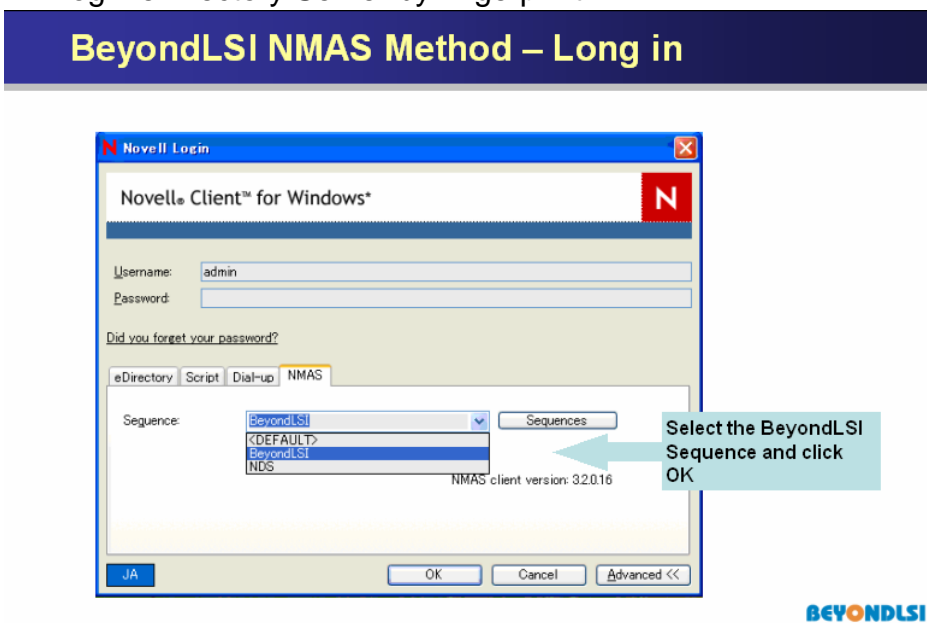 BeyondLSI NMAS Method – Long in
Novell Login
Novell® Client™ for Windows*
N
Username: admin
Password:
Did you forget your password?
eDirectory Script Dial-up NMAS
Sequence: BeyondLSI Sequences
<DEFAULT>
BeyondLSI
NDS
NMAS client version: 3.2.0.16
Select the BeyondLSI
Sequence and click
OK
JA OK Cancel Advanced <<
BEYONDLSI